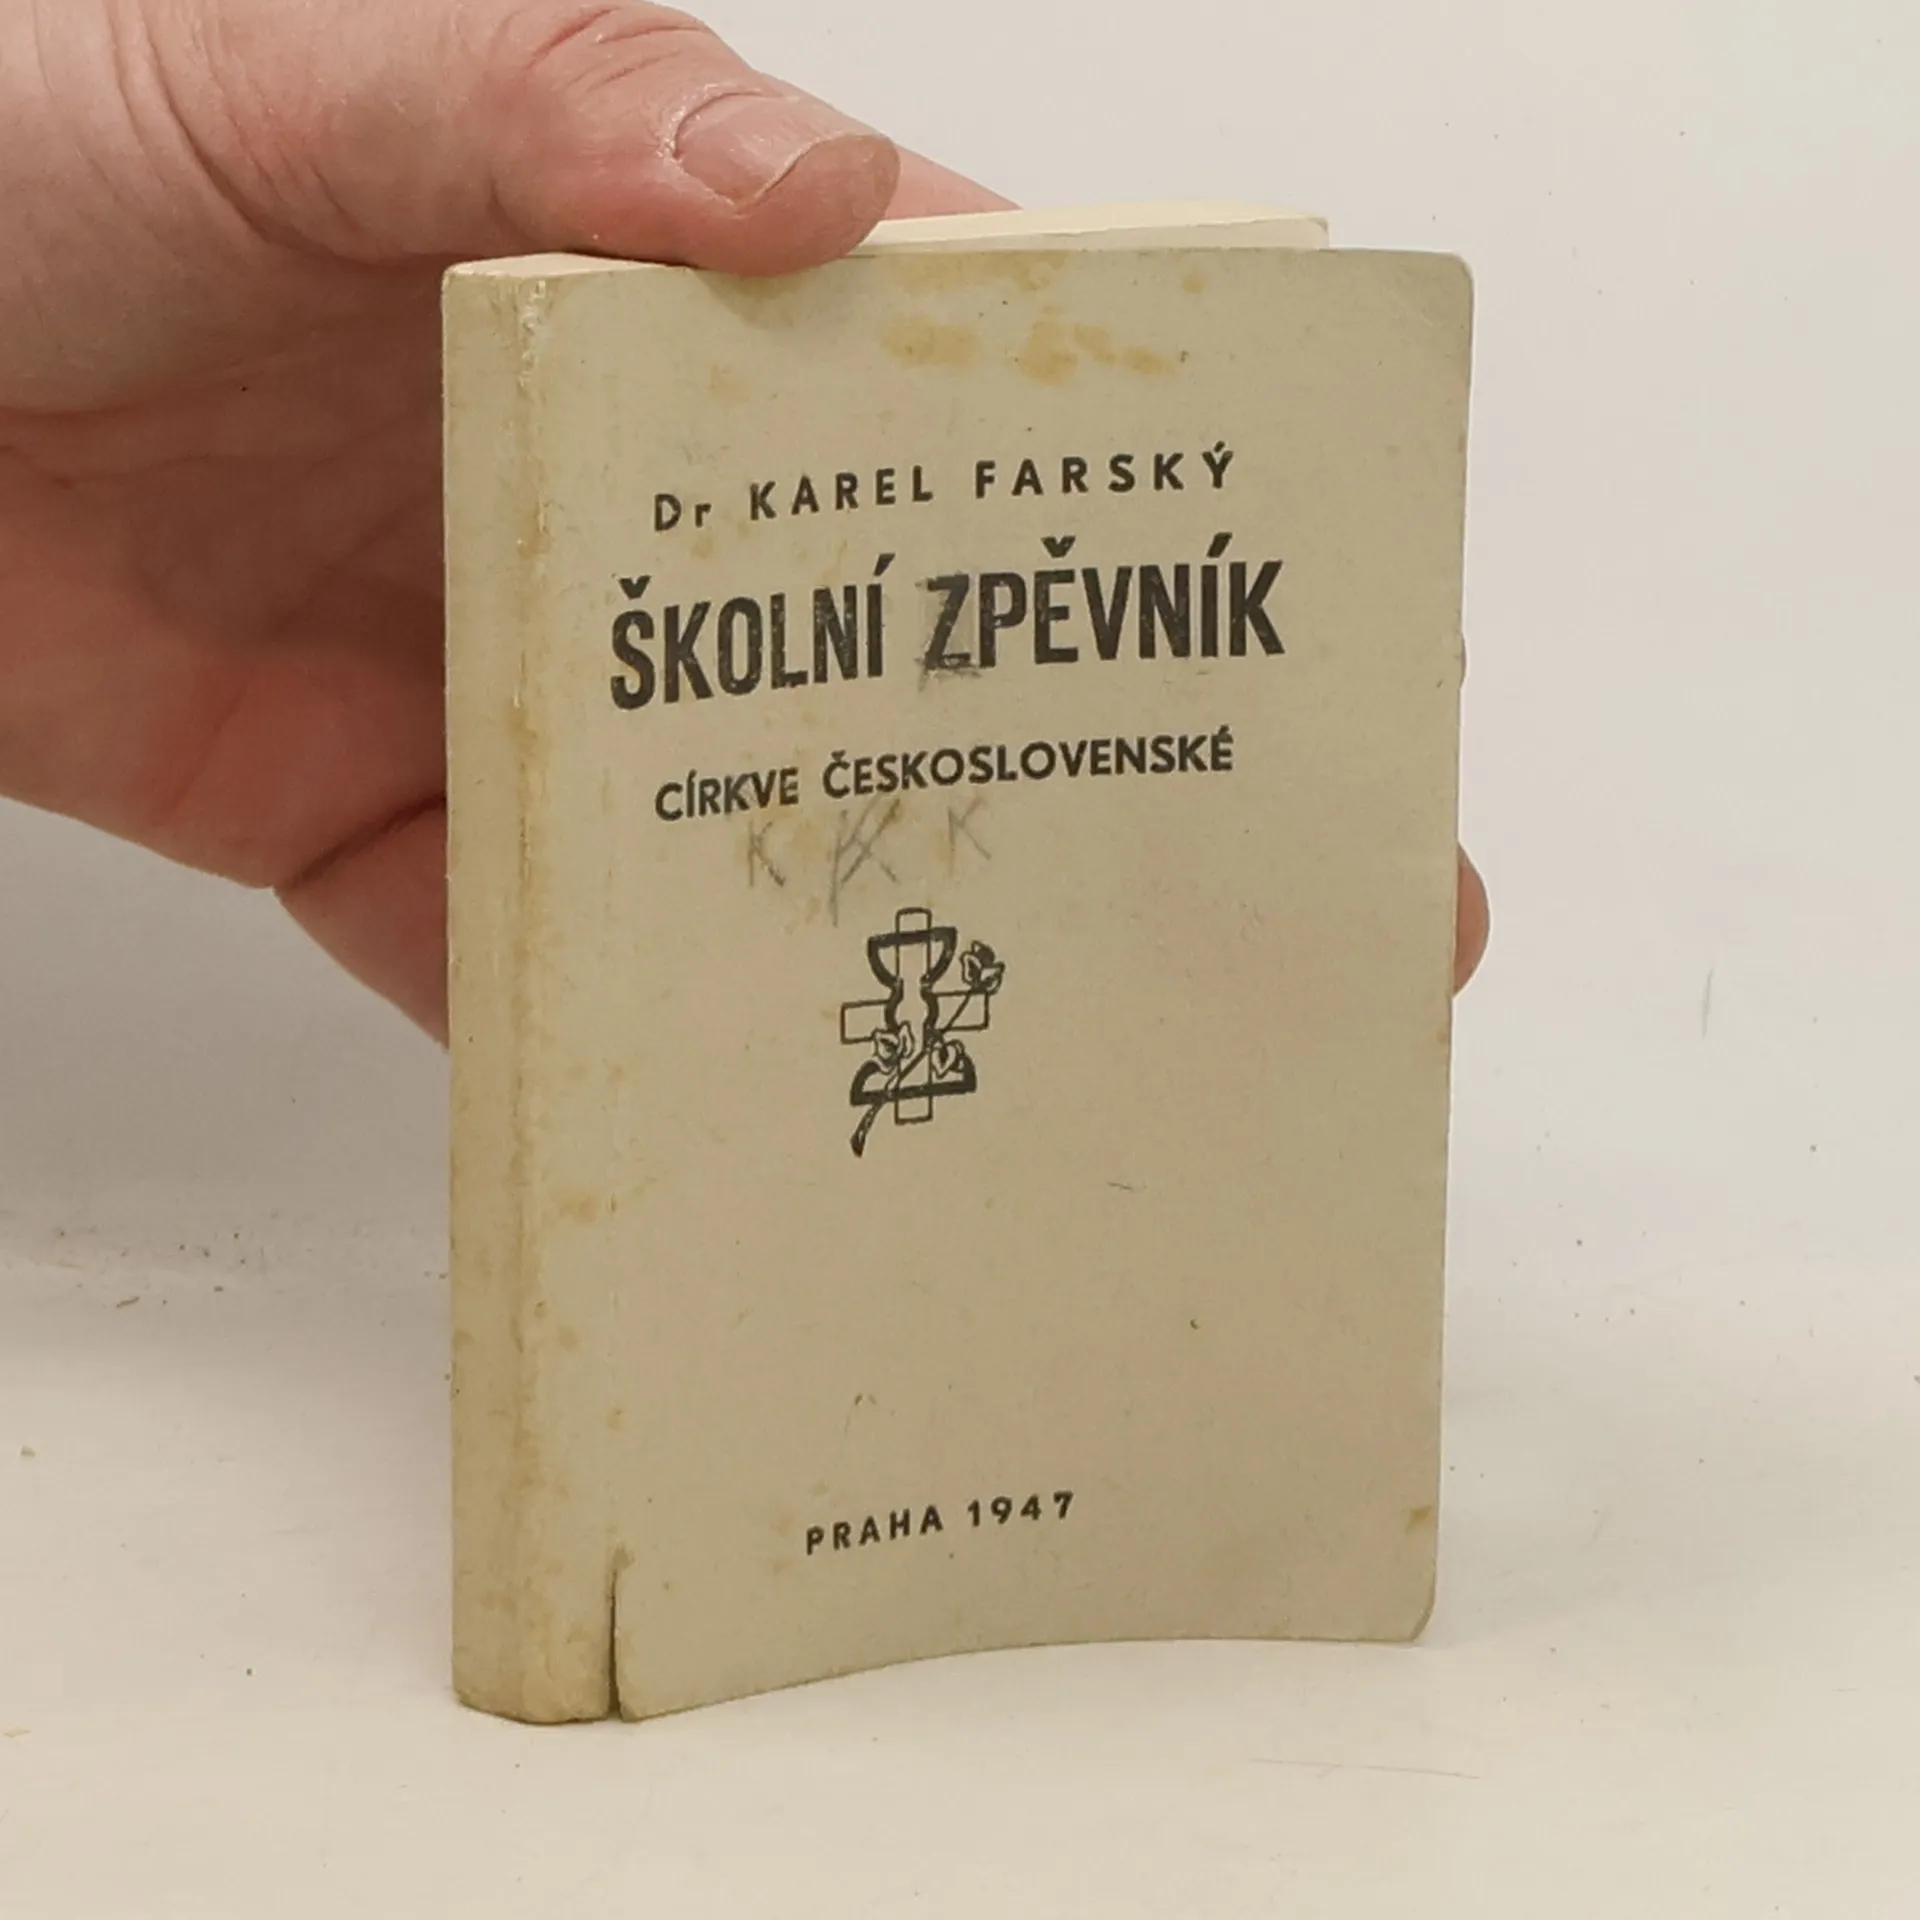 Dr KAREL FARSKÝ
ŠKOLNÍ ZPĚVNÍK
CÍRKVE ČESKOSLOVENSKÉ
K K K
PRAHA 1947